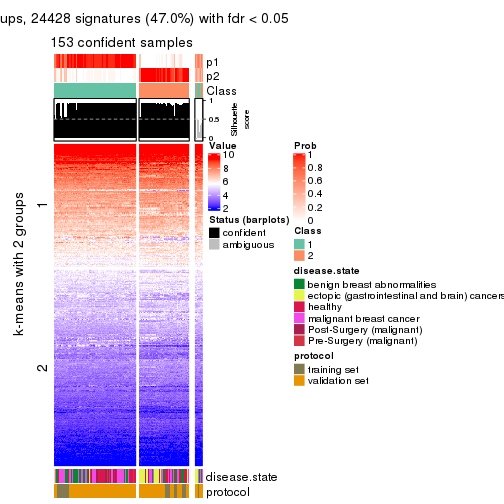 ups, 24428 signatures (47.0%) with fdr < 0.05
153 confident samples
p1
p2
Class
1
0.5
0
Silhouette
score
k-means with 2 groups
1
2
Value
10
8
6
4
2
Status (barplots)
confident
ambiguous
Prob
1
0.8
0.6
0.4
0.2
0
Class
1
2
disease.state
benign breast abnormalities
ectopic (gastrointestinal and brain) cancers
healthy
malignant breast cancer
Post-Surgery (malignant)
Pre-Surgery (malignant)
protocol
training set
validation set
disease.state
protocol